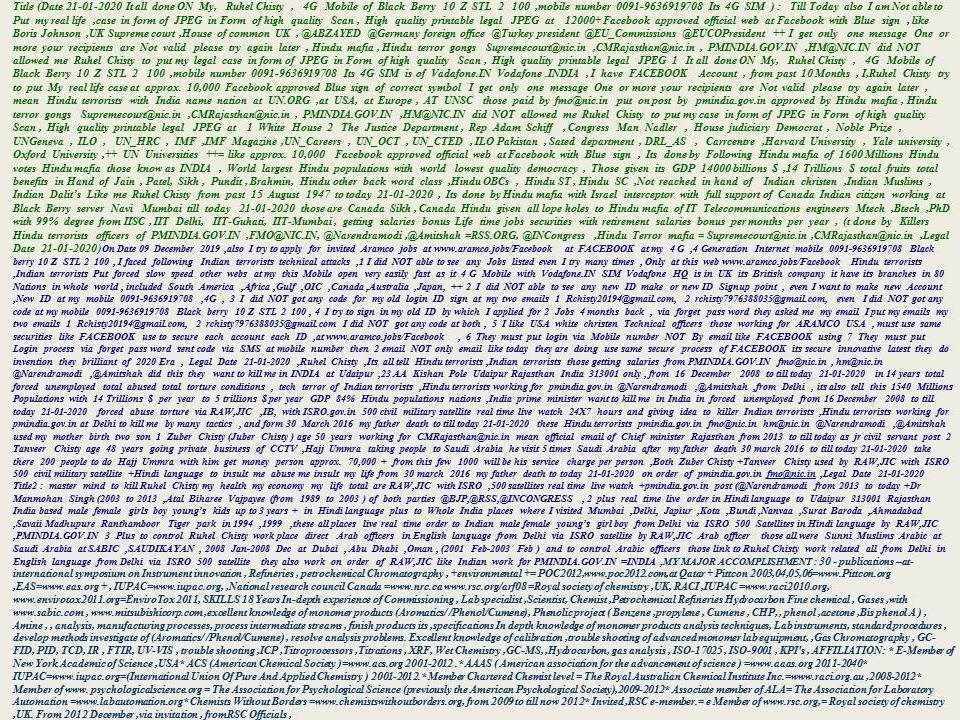 Title (Date 21-01-2020 It all done ON My, Ruhel Chisty , 4G Mobile of Black Berry 10 Z STL 2 100 ,mobile number 0091-9636919708 Its 4G SIM ) : Till Today also I am Not able to
Put my real life ,case in form of JPEG in Form of high quality Scan , High quality printable legal JPEG at 12000+ Facebook approved official web at Facebook with Blue sign , like
Boris Johnson ,UK Supreme court ,House of common UK , @ABZAYED @Germany foreign office @Turkey president @EU_Commissions @EUCOPresident ++ I get only one message One or
more your recipients are Not valid please try again later , Hindu mafia , Hindu terror gongs Supremecourt@nic.in ,CMRajasthan@nic.in , PMINDIA.GOV.IN ,HM@NIC.IN did NOT
allowed me Ruhel Chisty to put my legal case in form of JPEG in Form of high quality Scan , High quality printable legal JPEG 1 It all done ON My, Ruhel Chisty , 4G Mobile of
Black Berry 10 Z STL 2 100 ,mobile number 0091-9636919708 Its 4G SIM is of Vadafone.IN Vodafone .INDIA , I have FACEBOOK Account , from past 10 Months , I,Ruhel Chisty try
to put My real life case at approx. 10,000 Facebook approved Blue sign of correct symbol I get only one message One or more your recipients are Not valid please try again later ,
mean Hindu terrorists with India name nation at UN.ORG ,at USA, at Europe , AT UNSC those paid by fmo@nic.in put on post by pmindia.gov.in approved by Hindu mafia , Hindu
terror gongs Supremecourt@nic.in ,CMRajasthan@nic.in , PMINDIA.GOV.IN ,HM@NIC.IN did NOT allowed me Ruhel Chisty to put my case in form of JPEG in Form of high quality
Scan , High quality printable legal JPEG at 1 White House 2 The Justice Department , Rep Adam Schiff , Congress Man Nadler , House judiciary Democrat , Noble Prize ,
UNGeneva , ILO , UN_HRC , IMF ,IMF Magazine ,UN_Careers , UN_OCT , UN_CTED , ILO Pakistan , Sated department , DRL_AS , Carrcentre ,Harvard University , Yale university ,
Oxford University ,++ UN Universities ++= like approx. 10,000 Facebook approved official web at Facebook with Blue sign , Its done by Following Hindu mafia of 1600 Millions Hindu
votes Hindu mafia those know as INDIA , World largest Hindu populations with world lowest quality democracy , Those given its GDP 14000 billions $ ,14 Trillions $ total fruits total
benefits in Hand of Jain , Patel, Sikh , Pundit , Brahmin, Hindu other back word class ,Hindu OBCs , Hindu ST , Hindu SC ,Not reached in hand of Indian christen ,Indian Muslims ,
Indian Dalit's Like me Ruhel Chisty from past 15 August 1947 to today 21-01-2020 , Its done by Hindu mafia with Israel interceptor with full support of Canada Indian citizen working at
Black Berry server Navi Mumbai till today 21-01-2020 those are Canada Sikh , Canada Hindu given all lope holes to Hindu mafia of IT Telecommunications engineers Mtech ,Btech ,PhD
with 99% degree from IISC ,IIT Delhi, IIT-Guhati, IIT-Mumbai, getting salaries bonus Life time jobs securities with retirement salaries bonus per months per year , (t done by Killers
Hindu terrorists officers of PMINDIA.GOV.IN ,FMO@NIC.IN, @Narendramodi ,@Amitshah =RSS.ORG, @INCongress ,Hindu Terror mafia = Supremecourt@nic.in ,CMRajasthan@nic.in ,Legal
Date 21-01-2020) On Date 09 December 2019 ,also I try to apply for invited Aramco jobs at www.aramco.jobs/Facebook at FACEBOOK at my 4 G ,4 Generation Internet mobile 0091-9636919708 Black
berry 10 Z STL 2 100 , I faced following Indian terrorists technical attacks ,1 I did NOT able to see any Jobs listed even I try many times , Only at this web www.aramco.jobs/Facebook Hindu terrorists
,Indian terrorists Put forced slow speed other webs at my this Mobile open very easily fast as it 4 G Mobile with Vodafone.IN SIM Vodafone HQ is in UK its British company it have its branches in 80
Nations in whole world , included South America ,Africa ,Gulf ,OIC ,Canada ,Australia ,Japan, ++ 2 I did NOT able to see any new ID make or new ID Signup point , even I want to make new Account
,New ID at my mobile 0091-9636919708 ,4G , 3 I did NOT got any code for my old login ID sign at my two emails 1 Rchisty20194@gmail.com, 2 rchisty7976388035@gmail.com, even I did NOT got any
code at my mobile 0091-9636919708 Black berry 10 Z STL 2 100 , 4 I try to sign in my old ID by which I applied for 2 Jobs 4 months back , via forget pass word they asked me my email I put my emails my
two emails 1 Rchisty20194@gmail.com, 2 rchisty7976388035@gmail.com I did NOT got any code at both , 5 I like USA white christen Technical officers those working for ARAMCO USA , must use same
securities like FACEBOOK use to secure each account each ID ,at www.aramco.jobs/Facebook , 6 They must put login via Mobile number NOT By email like FACEBOOK using 7 They must put
Login process via forget pass word sent code via SMS at mobile number then 2 email NOT only email like today they are doing use same secure process of FACEBOOK its secure innovative latest they do
invention they brilliant of 2020 Era , Legal Date 21-01-2020 ,Ruhel Chisty ,Its all tell Hindu terrorists ,Indian terrorists those getting salaries from PMINDIA.GOV.IN fmo@nic.in , hm@nic.in
@Narendramodi ,@Amitshah did this they want to kill me in INDIA at Udaipur ,23 AA Kishan Pole Udaipur Rajasthan India 313001 only , from 16 December 2008 to till today 21-01-2020 in 14 years total
forced unemployed total abused total torture conditions , tech terror of Indian terrorists ,Hindu terrorists working for pmindia.gov.in @Narendramodi ,@Amitshah ,from Delhi , its also tell this 1540 Millions
Populations with 14 Trillions $ per year to 5 trillions $ per year GDP 84% Hindu populations nations ,India prime minister want to kill me in India in forced unemployed from 16 December 2008 to till
today 21-01-2020 forced abuse torture via RAW,JIC ,IB, with ISRO.gov.in 500 civil military satellite real time live watch 24X7 hours and giving idea to killer Indian terrorists ,Hindu terrorists working for
pmindia.gov.in at Delhi to kill me by many tactics , and form 30 March 2016 my father death to till today 21-01-2020 these Hindu terrorists pmindia.gov.in fmo@nic.in hm@nic.in @Narendramodi ,@Amitshah
used my mother birth two son 1 Zuber Chisty (Juber Chisty ) age 50 years working for CMRajasthan@nic.in mean official email of Chief minister Rajasthan from 2013 to till today as jr civil servant post 2
Tanveer Chisty age 48 years going private business of CCTV ,Hajj Ummra taking people to Saudi Arabia he visit 5 times Saudi Arabia after my father death 30 march 2016 to till today 21-01-2020 take
there 200 people to do Hajj Ummra with him get money person approx. 70,000 + from this few 1000 will be his service charge per person ,Both Zuber Chisty +Tanveer Chisty used by RAW,JIC with ISRO
500 civil military satellite +Hindi language to insult me abuse me insult my life from 30 march 2016 my father death to till today 21-01-2020 on order of pmindia.gov.in fmo@nic.in ,Legal Date 21-01-2020
Title2 : master mind to kill Ruhel Chisty my health my economy my life total are RAW,JIC with ISRO ,500 satellites real time live watch +pmindia.gov.in post (@Narendramodi from 2013 to today +Dr
Manmohan Singh (2003 to 2013 ,Atal Biharee Vajpayee (from 1989 to 2003 ) of both parties @BJP,@RSS,@INCONGRESS , 2 plus real time live order in Hindi language to Udaipur 313001 Rajasthan
India based male female girls boy young's kids up to 3 years + in Hindi language plus to Whole India places where I visited Mumbai ,Delhi, Japiur ,Kota ,Bundi ,Nanvaa ,Surat Baroda ,Ahmadabad
,Savaii Madhupure Ranthamboor Tiger park in 1994 ,1999 ,these all places live real time order to Indian male female young's girl boy from Delhi via ISRO 500 Satellites in Hindi language by RAW,JIC
,PMINDIA.GOV.IN 3 Plus to control Ruhel Chisty work place direct Arab officers in English language from Delhi via ISRO satellite by RAW,JIC Arab officer those all were Sunni Muslims Arabic at
Saudi Arabia at SABIC ,SAUDIKAYAN , 2008 Jan-2008 Dec at Dubai , Abu Dhabi ,Oman , (2001 Feb-2003 Feb ) and to control Arabic officers those link to Ruhel Chisty work related all from Delhi in
English language from Delhi via ISRO 500 satellite they also work on order of RAW,JIC like Indian work for PMINDIA.GOV.IN =INDIA ,MY MAJOR ACCOMPLISHMENT : 30 - publications –at-
international symposium on Instrument innovation , Refineries , petrochemical Chromatography , +environmental += POC2012,www.poc2012.com,at Qatar + Pittcon 2003,04,05,06=www.Pittcon.org
,EAS=www.eas.org + , IUPAC=www.iupac.org, ,National research council Canada =www.nrc.ca www.rsc.org/arf08=Royal society of chemistry ,UK, RACI ,IUPAC=www.raci2010.org,
www.envirotox2011.org=EnviroTox 2011, SKILLS 18 Years In-depth experience of Commissioning , Lab specialist ,Scientist, Chemist ,Petrochemical Refineries Hydrocarbon Fine chemical , Gases ,with
www.sabic.com , www.mitsubishicorp.com,excellent knowledge of monomer products (Aromatics/ /Phenol/Cumene), Phenolic project ( Benzene ,propylene , Cumene , CHP, , phenol ,acetone ,Bis phenol A ) ,
Amine , , analysis, manufacturing processes, process intermediate streams , finish products its ,specifications In depth knowledge of monomer products analysis techniques, Lab instruments, standard procedures ,
develop methods investigate of (Aromatics/ /Phenol/Cumene) , resolve analysis problems. Excellent knowledge of calibration ,trouble shooting of advanced monomer lab equipment, ,Gas Chromatography , GC-
FID, PID, TCD, IR , FTIR, UV-VIS , trouble shooting ,ICP ,Titroprocessors ,Titrations , XRF, Wet Chemistry ,GC-MS, ,Hydrocarbon, gas analysis , ISO-17025 , ISO-9001 , KPI's , AFFILIATION: * E-Member of
New York Academic of Science ,USA* ACS (American Chemical Society ) =www.acs.org 2001-2012 . *AAAS ( American association for the advancement of science ) =www.aaas.org 2011-2040*
IUPAC=www.iupac.org=(International Union Of Pure And Applied Chemistry ) 2001-2012 * Member Chartered Chemist level = The Royal Australian Chemical Institute Inc.=www.raci.org.au ,2008-2012*
Member of www. psychologicalscience.org = The Association for Psychological Science (previously the American Psychological Society),2009-2012* Associate member of ALA= The Association for Laboratory
Automation =www.labautomation.org* Chemists Without Borders =www.chemistswithoutborders.org, from 2009 to till now 2012* Invited ,RSC e-member. = e Member of www.rsc.org,= Royal society of chemistry
,UK. From 2012 December ,via invitation , from RSC Officials ,